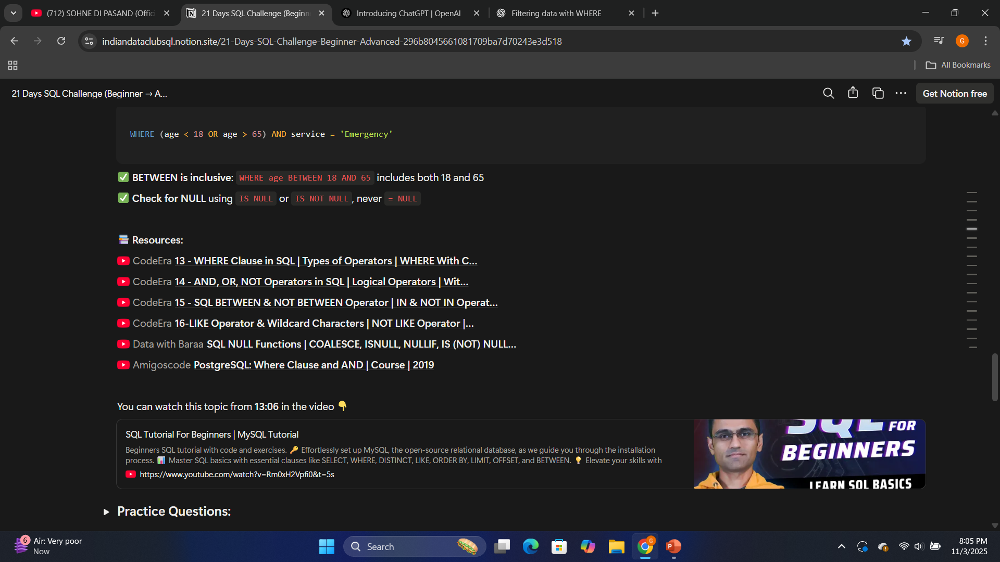 (712) SOHNE DI PASAND (Offici
21 Days SQL Challenge (Beginn
Introducing ChatGPT | OpenAI
Filtering data with WHERE
indiandataclubsql.notion.site/21-Days-SQL-Challenge-Beginner-Advanced-296b8045661081709ba7d70243e3d518
G
All Bookmarks
21 Days SQL Challenge (Beginner → A...
Get Notion free
WHERE (age < 18 OR age > 65) AND service = 'Emergency'
✅ BETWEEN is inclusive: WHERE age BETWEEN 18 AND 65 includes both 18 and 65
✅ Check for NULL using IS NULL or IS NOT NULL, never = NULL
📚 Resources:
CodeEra 13 - WHERE Clause in SQL | Types of Operators | WHERE With C...
CodeEra 14 - AND, OR, NOT Operators in SQL | Logical Operators | Wit...
CodeEra 15 - SQL BETWEEN & NOT BETWEEN Operator | IN & NOT IN Operat...
CodeEra 16-LIKE Operator & Wildcard Characters | NOT LIKE Operator |...
Data with Baraa SQL NULL Functions | COALESCE, ISNULL, NULLIF, IS (NOT) NULL...
Amigoscode PostgreSQL: Where Clause and AND | Course | 2019
You can watch this topic from 13:06 in the video 👇
SQL Tutorial For Beginners | MySQL Tutorial
Beginners SQL tutorial with code and exercises. 🔑 Effortlessly set up MySQL, the open-source relational database, as we guide you through the installation
process. 📊 Master SQL basics with essential clauses like SELECT, WHERE, DISTINCT, LIKE, ORDER BY, LIMIT, OFFSET, and BETWEEN. 💡 Elevate your skills with
https://www.youtube.com/watch?v=Rm0xH2Vpfi0&t=5s
SQL FOR
BEGINNERS
LEARN SQL BASICS
Practice Questions:
6
Air: Very poor
Now
Search
G
P
8:05 PM
11/3/2025